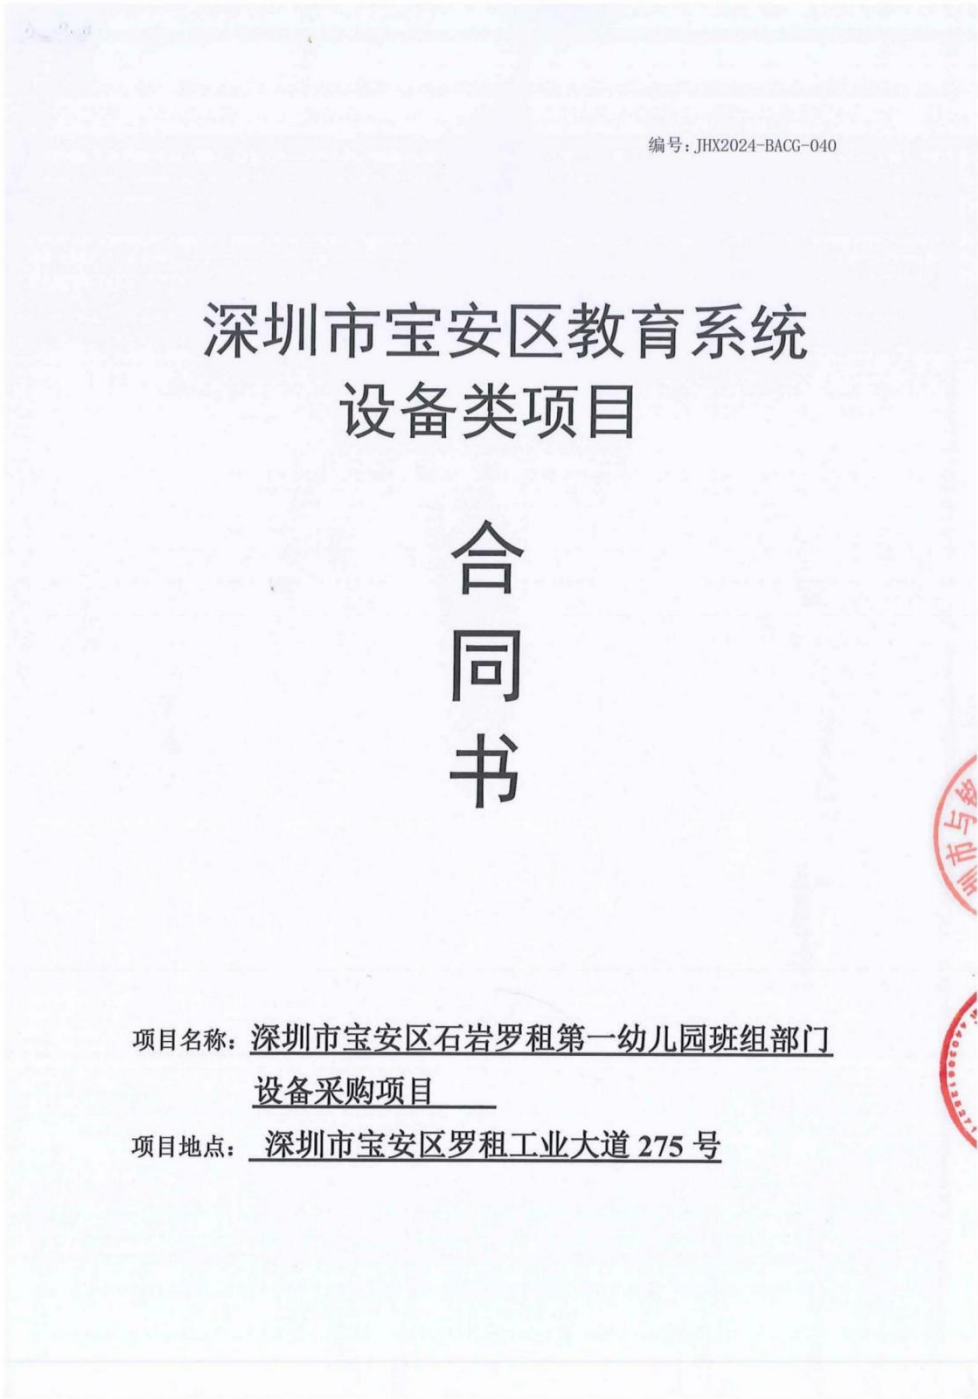 编号：JHX2024-BACG-040
深圳市宝安区教育系统
设备类项目
合
同
书
市与
项目名称：深圳市宝安区石岩罗租第一幼儿园班组部门
设备采购项目
项目地点：深圳市宝安区罗租工业大道 275 号